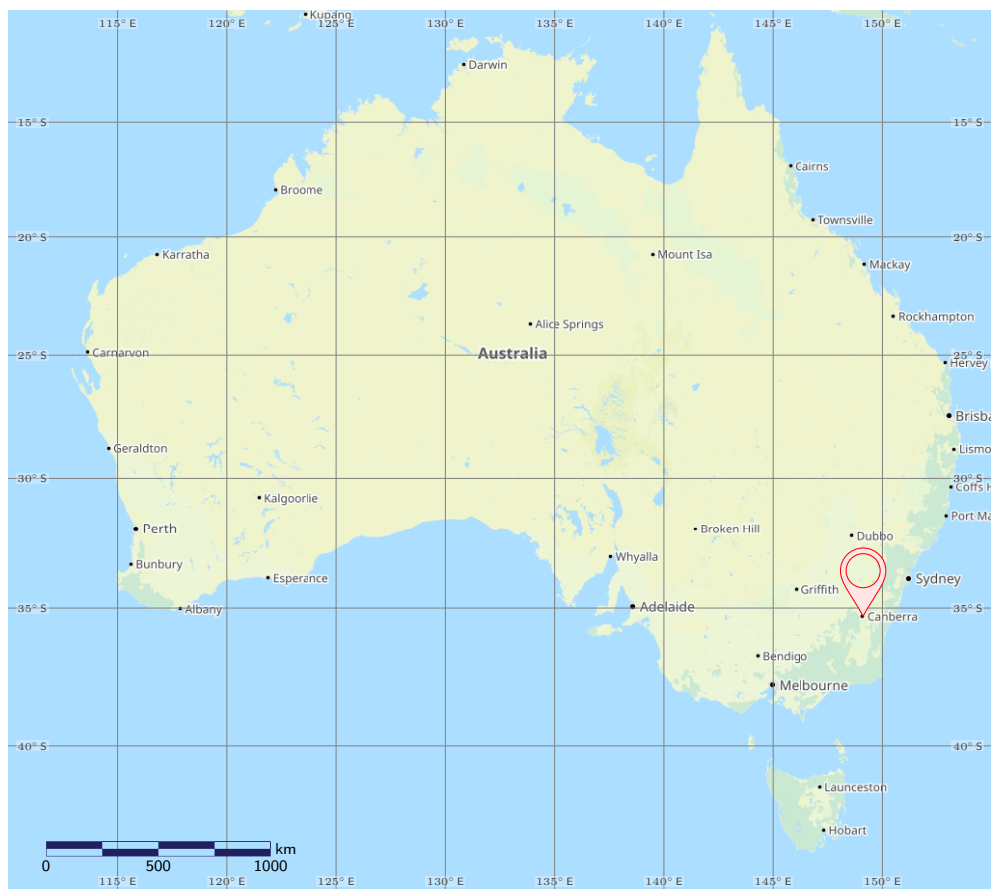 Kupang
115° E 120° E 125° E 130° E 135° E 140° E 145° E 150° E
Darwin
15° S 15° S
Cairns
Broome
Townsville
20° S 20° S
Karratha
Mount Isa
Mackay
Rockhampton
Alice Springs
Carnarvon
Australia
25° S 25° S
Hervey
Brisba
Geraldton
Lismo
30° S 30° S
Coffs H
Kalgoorlie
Port Ma
Perth
Broken Hill
Dubbo
Whyalla
Bunbury
Esperance
Sydney
Griffith
Adelaide
35° S 35° S
Albany
Canberra
Bendigo
Melbourne
40° S 40° S
Launceston
Hobart
km
0 500 1000
115° E 120° E 125° E 130° E 135° E 140° E 145° E 150° E